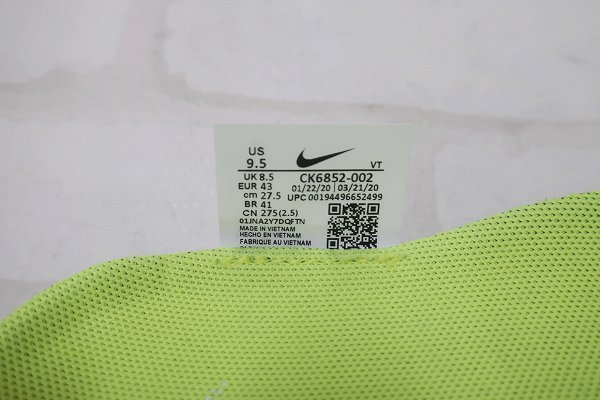 US
9.5
VT
UK 8.5
EUR 43
cm 27.5
BR 41
CN 275(2.5)
CK6852-002
01/22/20 03/21/20
UPC 00194496652499
01JNA2Y7DQFTN
MADE IN VIETNAM
HECHO EN VIETNAM
FABRIQUE AU VIETNAM